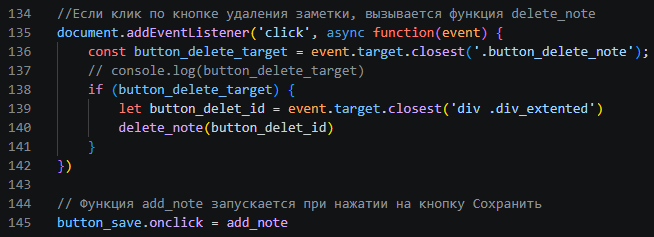 134 //Если клик по кнопке удаления заметки, вызывается функция delete_note
135 document.addEventListener('click', async function(event) {
136     const button_delete_target = event.target.closest('.button_delete_note');
137     // console.log(button_delete_target)
138     if (button_delete_target) {
139         let button_delet_id = event.target.closest('div .div_extented')
140         delete_note(button_delet_id)
141     }
142 })
143
144 // Функция add_note запускается при нажатии на кнопку Сохранить
145 button_save.onclick = add_note